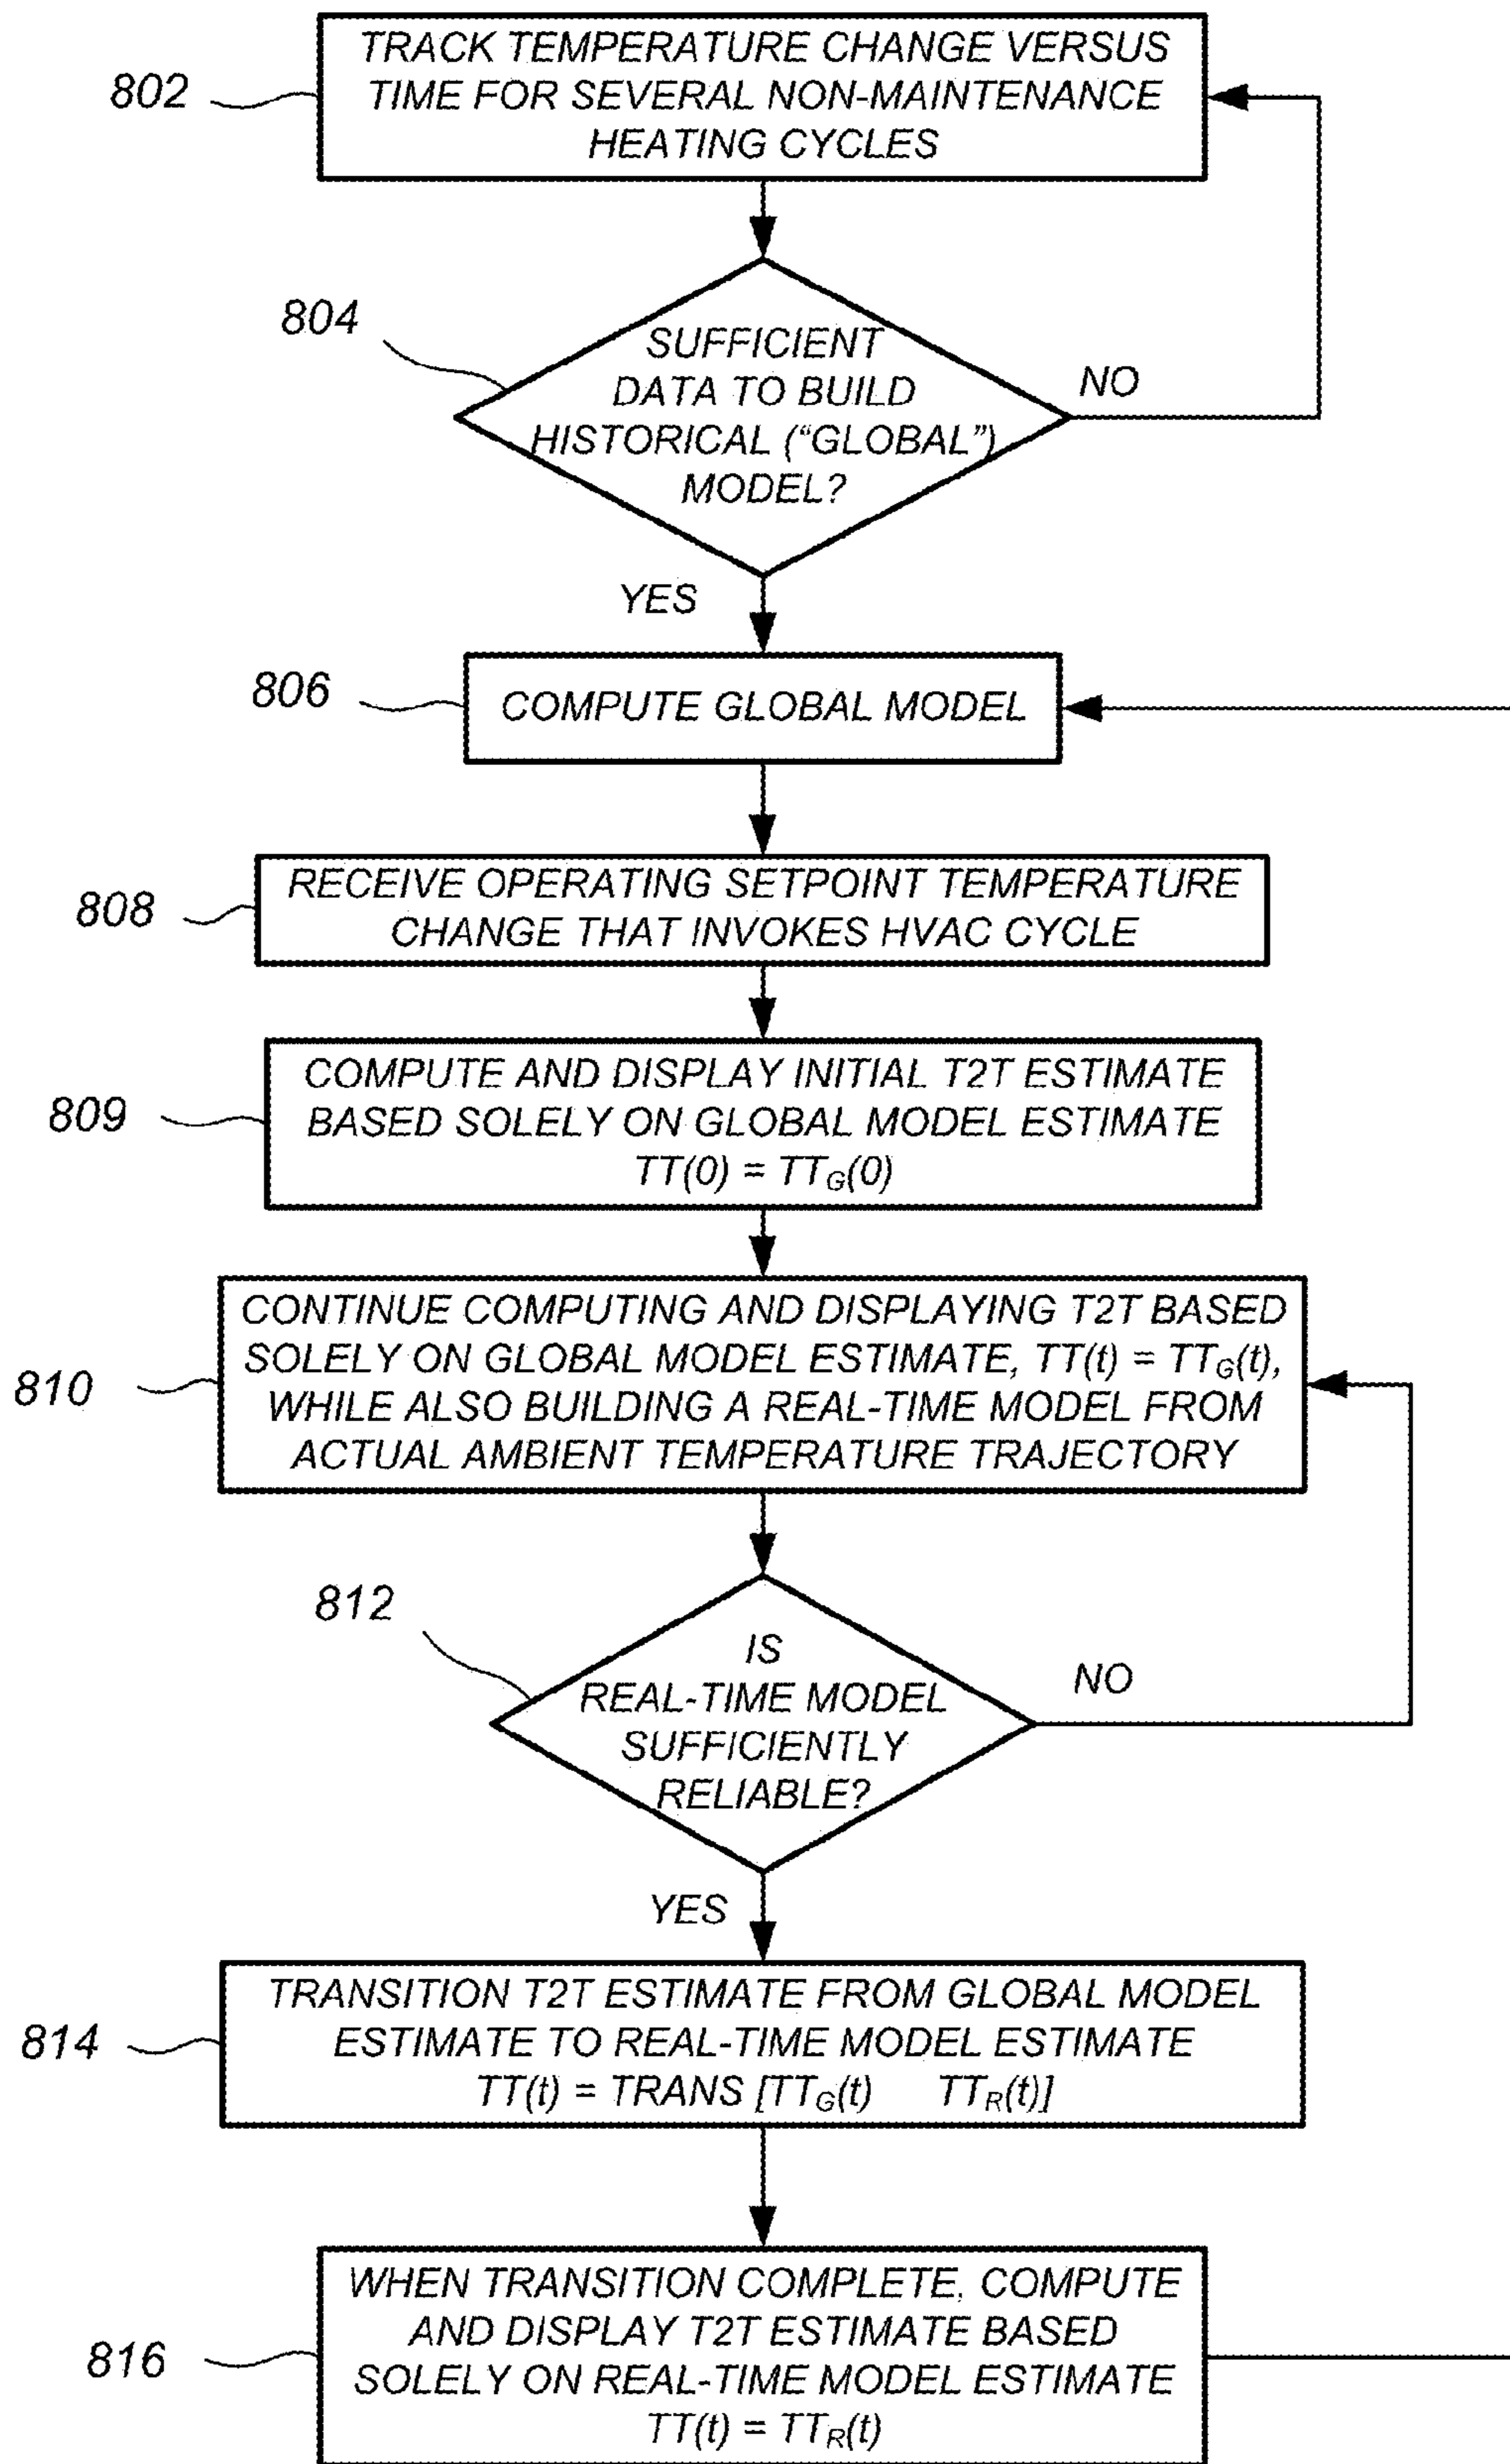 802
TRACK TEMPERATURE CHANGE VERSUS
TIME FOR SEVERAL NON-MAINTENANCE
HEATING CYCLES
804
SUFFICIENT
DATA TO BUILD
HISTORICAL (“GLOBAL”)
MODEL?
NO
YES
806
COMPUTE GLOBAL MODEL
808
RECEIVE OPERATING SETPOINT TEMPERATURE
CHANGE THAT INVOKES HVAC CYCLE
809
COMPUTE AND DISPLAY INITIAL T2T ESTIMATE
BASED SOLELY ON GLOBAL MODEL ESTIMATE
TT(0) = TTG(0)
810
CONTINUE COMPUTING AND DISPLAYING T2T BASED
SOLELY ON GLOBAL MODEL ESTIMATE, TT(t) = TTG(t),
WHILE ALSO BUILDING A REAL-TIME MODEL FROM
ACTUAL AMBIENT TEMPERATURE TRAJECTORY
812
IS
REAL-TIME MODEL
SUFFICIENTLY
RELIABLE?
NO
YES
814
TRANSITION T2T ESTIMATE FROM GLOBAL MODEL
ESTIMATE TO REAL-TIME MODEL ESTIMATE
TT(t) = TRANS [TTG(t) TTR(t)]
816
WHEN TRANSITION COMPLETE, COMPUTE
AND DISPLAY T2T ESTIMATE BASED
SOLELY ON REAL-TIME MODEL ESTIMATE
TT(t) = TTR(t)